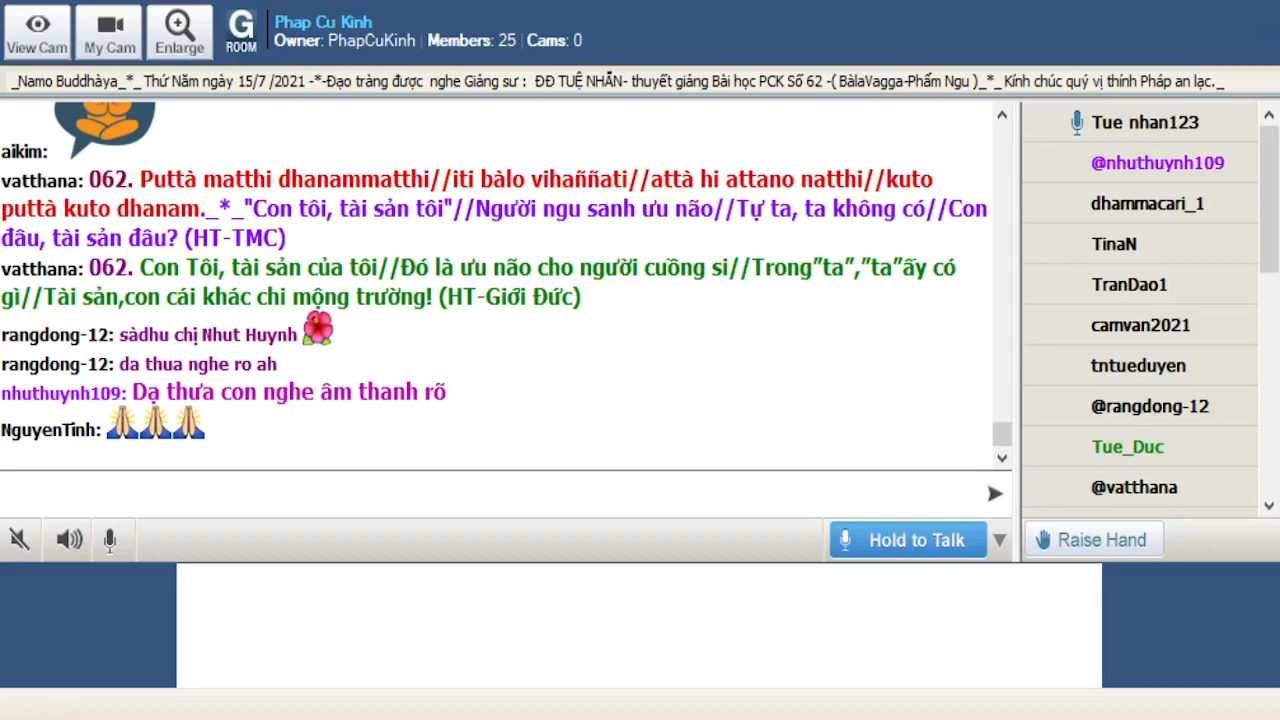 View Cam
My Cam
Enlarge
G
ROOM
Phap Cu Kinh
Owner: PhapCuKinh | Members: 25 | Cams: 0
_Namo Buddhàya_*_ Thứ Năm ngày 15/7 /2021 -*-Đạo tràng được nghe Giảng sư : ĐĐ TUỆ NHẪN- thuyết giảng Bài học PCK Số 62 -( BàlaVagga-Phẩm Ngu )_*_ Kính chúc quý vị thính Pháp an lạc._
aikim:
vatthana: 062. Puttà matthi dhanammatthi//iti bàlo vihaññati//attà hi attano natthi//kuto
puttà kuto dhanam._*_"Con tôi, tài sản tôi"//Người ngu sanh ưu não//Tự ta, ta không có//Con
đâu, tài sản đâu? (HT-TMC)
vatthana: 062. Con Tôi, tài sản của tôi//Đó là ưu não cho người cuồng si//Trong”ta”,”ta”ấy có
gì//Tài sản,con cái khác chi mộng trường! (HT-Giới Đức)
rangdong-12: sàdhu chị Nhut Huynh
rangdong-12: da thua nghe ro ah
nhuthuynh109: Dạ thưa con nghe âm thanh rõ
NguyenTinh:
Hold to Talk
Tue nhan123
@nhuthuynh109
dhammacari_1
TinaN
TranDao1
camvan2021
tntueduyen
@rangdong-12
Tue_Duc
@vatthana
Raise Hand